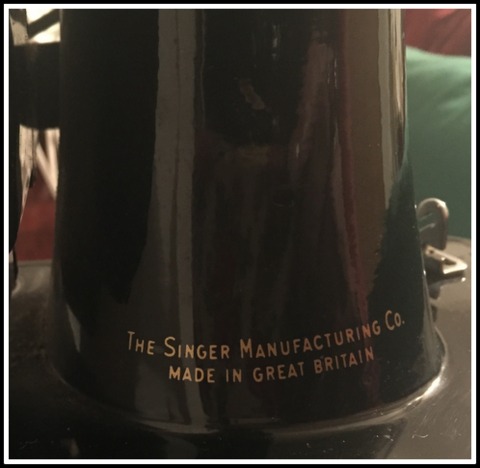 The Singer Manufacturing Co.
MADE IN GREAT BRITAIN